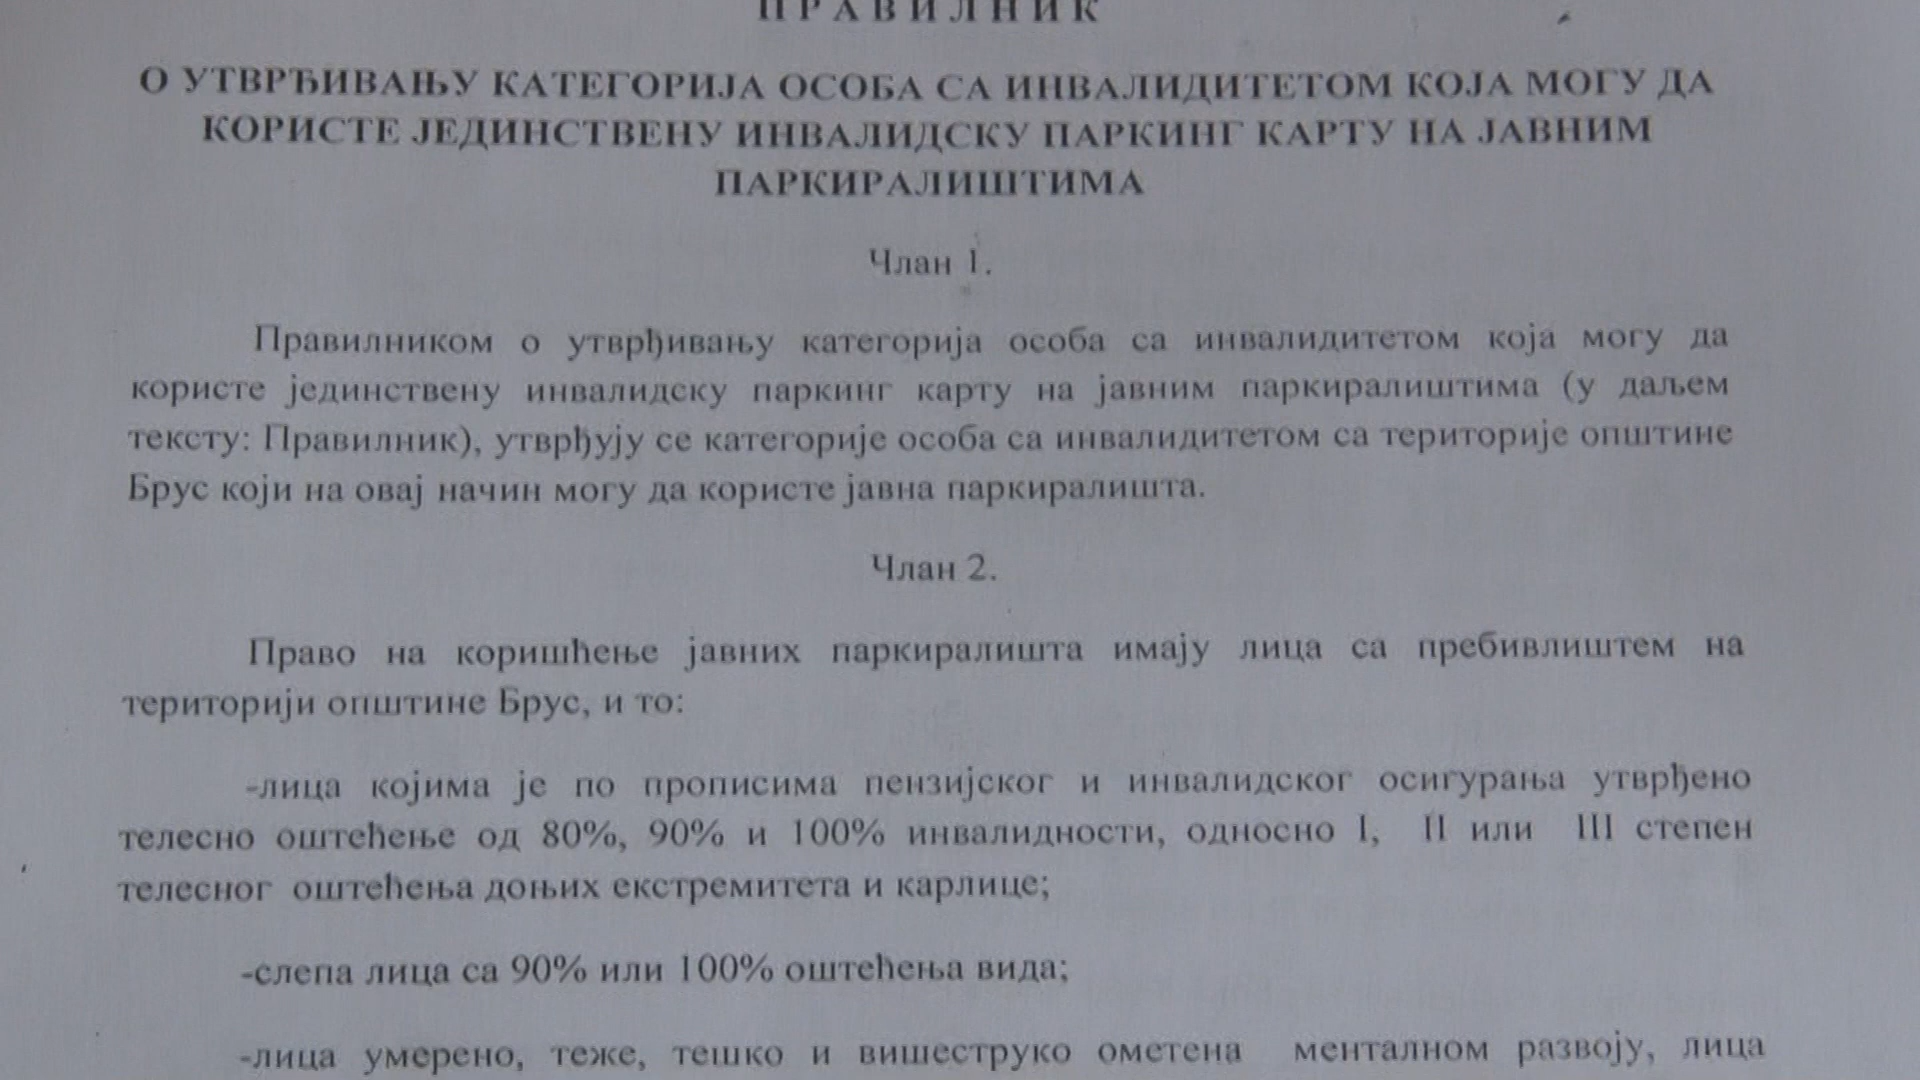 ПРАВИЛНИК
О УТВРЂИВАЊУ КАТЕГОРИЈА ОСОБА СА ИНВАЛИДИТЕТОМ КОЈА МОГУ ДА
КОРИСТЕ ЈЕДИНСТВЕНУ ИНВАЛИДСКУ ПАРКИНГ КАРТУ НА ЈАВНИМ
ПАРКИРАЛИШТИМА
Члан 1.
Правилником о утврђивању категорија особа са инвалидитетом која могу да
користе јединствену инвалидску паркинг карту на јавним паркиралиштима (у даљем
тексту: Правилник), утврђују се категорије особа са инвалидитетом са територије општине
Брус који на овај начин могу да користе јавна паркиралишта.
Члан 2.
Право на коришћење јавних паркиралишта имају лица са пребивлиштем на
територији општине Брус, и то:
-лица којима је по прописима пензијског и инвалидског осигурања утврђено
телесно оштећење од 80%, 90% и 100% инвалидности, односно I, II или III степен
телесног оштећења доњих екстремитета и карлице;
-слепа лица са 90% или 100% оштећења вида;
-лица умерено, теже, тешко и вишеструко ометена менталном развоју, лица